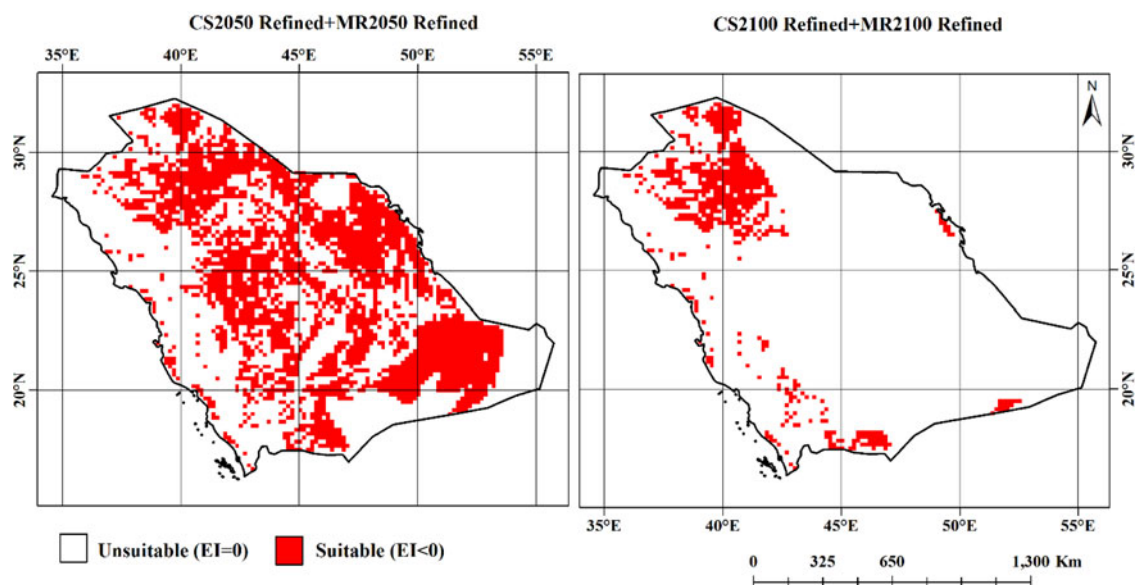 CS2050 Refined+MR2050 Refined
CS2100 Refined+MR2100 Refined
35°E 40°E 45°E 50°E 55°E
N
30°N 25°N 20°N
30°N 25°N 20°N
35°E 40°E 45°E 50°E 55°E
Unsuitable (EI=0) Suitable (EI<0)
0 325 650 1,300 Km